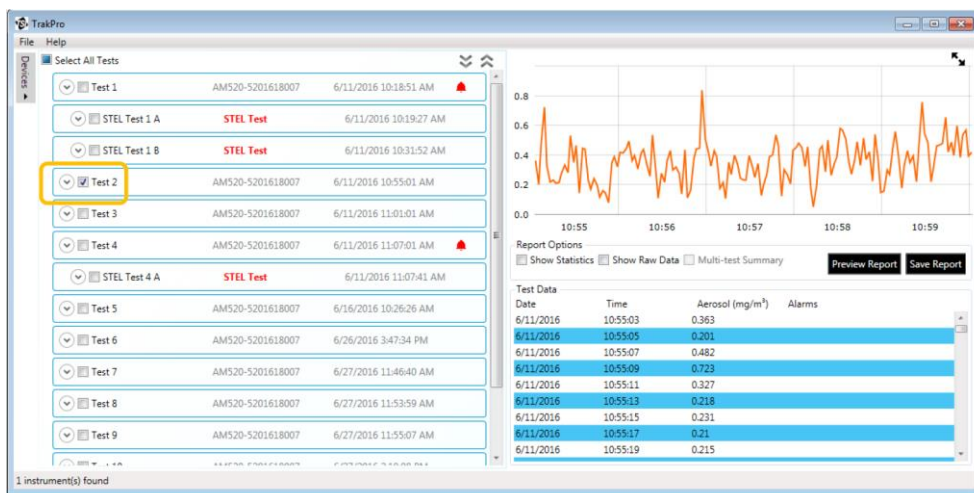 TrakPro
File Help
Devices
Select All Tests
Test 1 AM520-5201618007 6/11/2016 10:18:51 AM
STEL Test 1 A STEL Test 6/11/2016 10:19:27 AM
STEL Test 1 B STEL Test 6/11/2016 10:31:52 AM
Test 2 AM520-5201618007 6/11/2016 10:55:01 AM
Test 3 AM520-5201618007 6/11/2016 11:01:01 AM
Test 4 AM520-5201618007 6/11/2016 11:07:01 AM
STEL Test 4 A STEL Test 6/11/2016 11:07:41 AM
Test 5 AM520-5201618007 6/16/2016 10:26:26 AM
Test 6 AM520-5201618007 6/26/2016 3:47:34 PM
Test 7 AM520-5201618007 6/27/2016 11:46:40 AM
Test 8 AM520-5201618007 6/27/2016 11:53:59 AM
Test 9 AM520-5201618007 6/27/2016 11:55:07 AM
0.8
0.6
0.4
0.2
0.0
10:55 10:56 10:57 10:58 10:59
Report Options
Show Statistics Show Raw Data Multi-test Summary Preview Report Save Report
Test Data
Date Time Aerosol (mg/m³) Alarms
6/11/2016 10:55:03 0.363
6/11/2016 10:55:05 0.201
6/11/2016 10:55:07 0.482
6/11/2016 10:55:09 0.723
6/11/2016 10:55:11 0.327
6/11/2016 10:55:13 0.218
6/11/2016 10:55:15 0.231
6/11/2016 10:55:17 0.21
6/11/2016 10:55:19 0.215
1 instrument(s) found